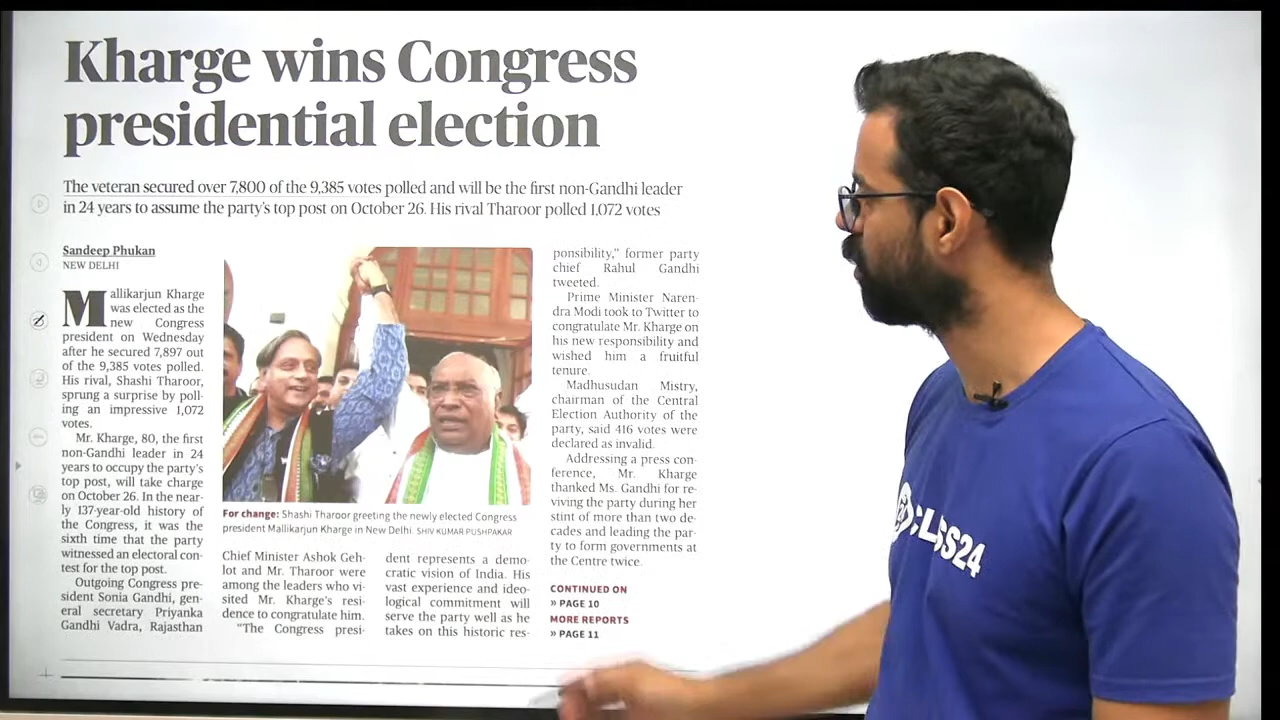 Kharge wins Congress
presidential election
The veteran secured over 7,800 of the 9,385 votes polled and will be the first non-Gandhi leader
in 24 years to assume the party's top post on October 26. His rival Tharoor polled 1,072 votes
Sandeep Phukan
NEW DELHI
Mallikarjun Kharge
was elected as the
new Congress
president on Wednesday
after he secured 7,897 out
of the 9,385 votes polled.
His rival, Shashi Tharoor,
sprung a surprise by poll-
ing an impressive 1,072
votes.
Mr. Kharge, 80, the first
non-Gandhi leader in 24
years to occupy the party's
top post, will take charge
on October 26. In the near-
ly 137-year-old history of
the Congress, it was the
sixth time that the party
witnessed an electoral con-
test for the top post.
Outgoing Congress pre-
sident Sonia Gandhi, gen-
eral secretary Priyanka
Gandhi Vadra, Rajasthan
For change: Shashi Tharoor greeting the newly elected Congress
president Mallikarjun Kharge in New Delhi. SHIV KUMAR PUSHPAKAR
Chief Minister Ashok Geh-
lot and Mr. Tharoor were
among the leaders who vi-
sited Mr. Kharge's resi-
dence to congratulate him.
"The Congress presi-
dent represents a demo-
cratic vision of India. His
vast experience and ideo-
logical commitment will
serve the party well as he
takes on this historic res-
ponsibility," former party
chief Rahul Gandhi
tweeted.
Prime Minister Naren-
dra Modi took to Twitter to
congratulate Mr. Kharge on
his new responsibility and
wished him a fruitful
tenure.
Madhusudan Mistry,
chairman of the Central
Election Authority of the
party, said 416 votes were
declared as invalid.
Addressing a press con-
ference, Mr. Kharge
thanked Ms. Gandhi for re-
viving the party during her
stint of more than two de-
cades and leading the par-
ty to form governments at
the Centre twice.
CONTINUED ON
» PAGE 10
MORE REPORTS
» PAGE 11
CLASS24